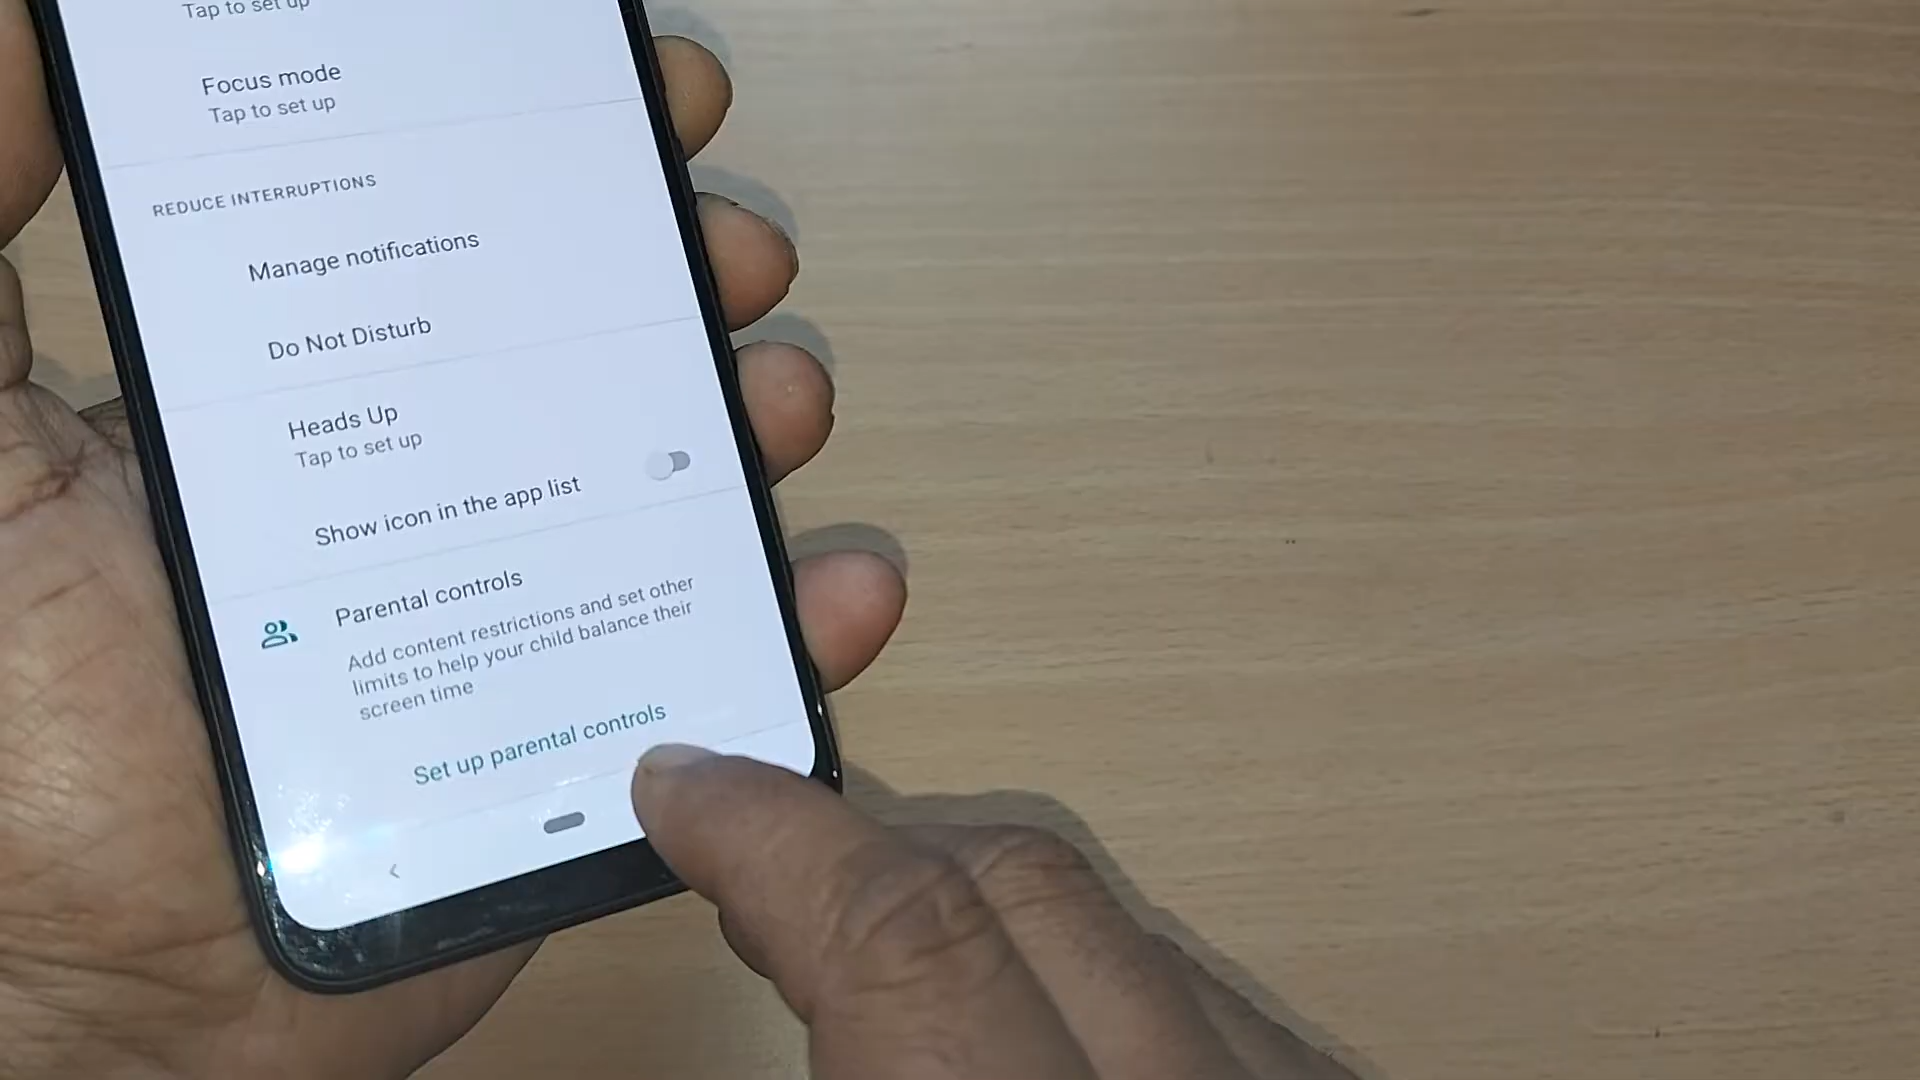 Tap to set up
Focus mode
Tap to set up
REDUCE INTERRUPTIONS
Manage notifications
Do Not Disturb
Heads Up
Tap to set up
Show icon in the app list
Parental controls
Add content restrictions and set other
limits to help your child balance their
screen time
Set up parental controls